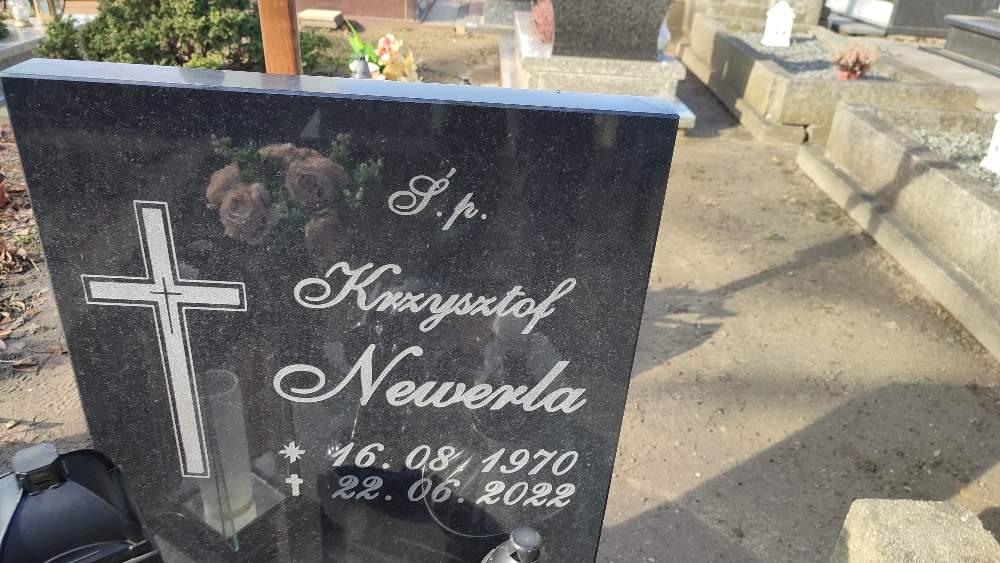 Ś.p.
Krzysztof
Newerla
* 16. 08. 1970
✝ 22. 06. 2022